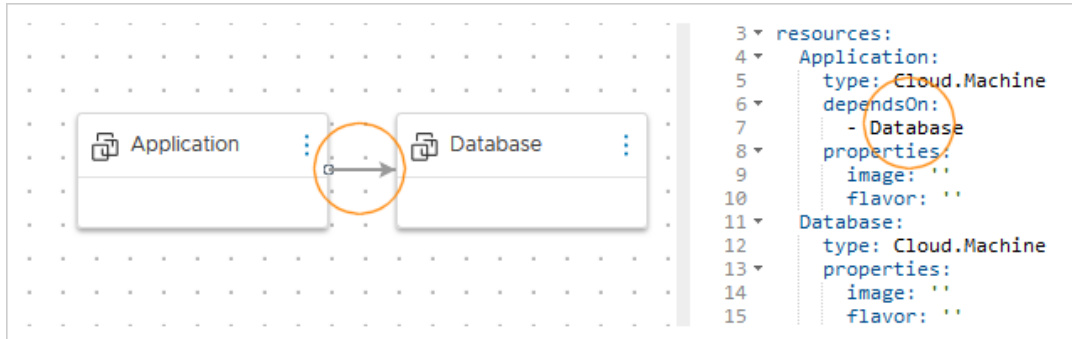 Application
Database
3 resources:
4 Application:
5 type: Cloud.Machine
6 dependsOn:
7 - Database
8 properties:
9 image: ''
10 flavor: ''
11 Database:
12 type: Cloud.Machine
13 properties:
14 image: ''
15 flavor: ''